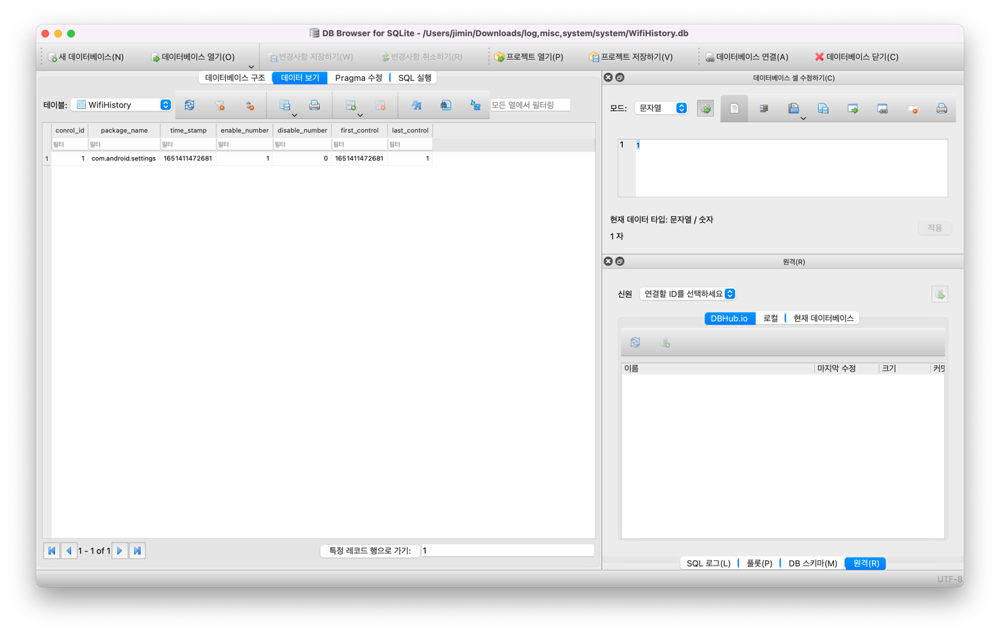 DB Browser for SQLite - /Users/jimin/Downloads/log,misc,system/system/WifiHistory.db
새 데이터베이스(N) 데이터베이스 열기(O) 변경사항 저장하기(W) 변경사항 취소하기(R) 프로젝트 열기(P) 프로젝트 저장하기(V) 데이터베이스 연결(A) 데이터베이스 닫기(C)
데이터베이스 구조 데이터 보기 Pragma 수정 SQL 실행
테이블: WifiHistory 모든 열에서 필터링
conrol_id package_name time_stamp enable_number disable_number first_control last_control
필터 필터 필터 필터 필터 필터 필터
1 1 com.android.settings 1651411472681 1 0 1651411472681 1
1 - 1 of 1 특정 레코드 행으로 가기: 1
데이터베이스 셀 수정하기(C)
모드: 문자열
1 1
현재 데이터 타입: 문자열 / 숫자
1 자
적용
원격(R)
신원 연결할 ID를 선택하세요
DBHub.io 로컬 현재 데이터베이스
이름 마지막 수정 크기
SQL 로그(L) 플롯(P) DB 스키마(M) 원격(R)
UTF-8